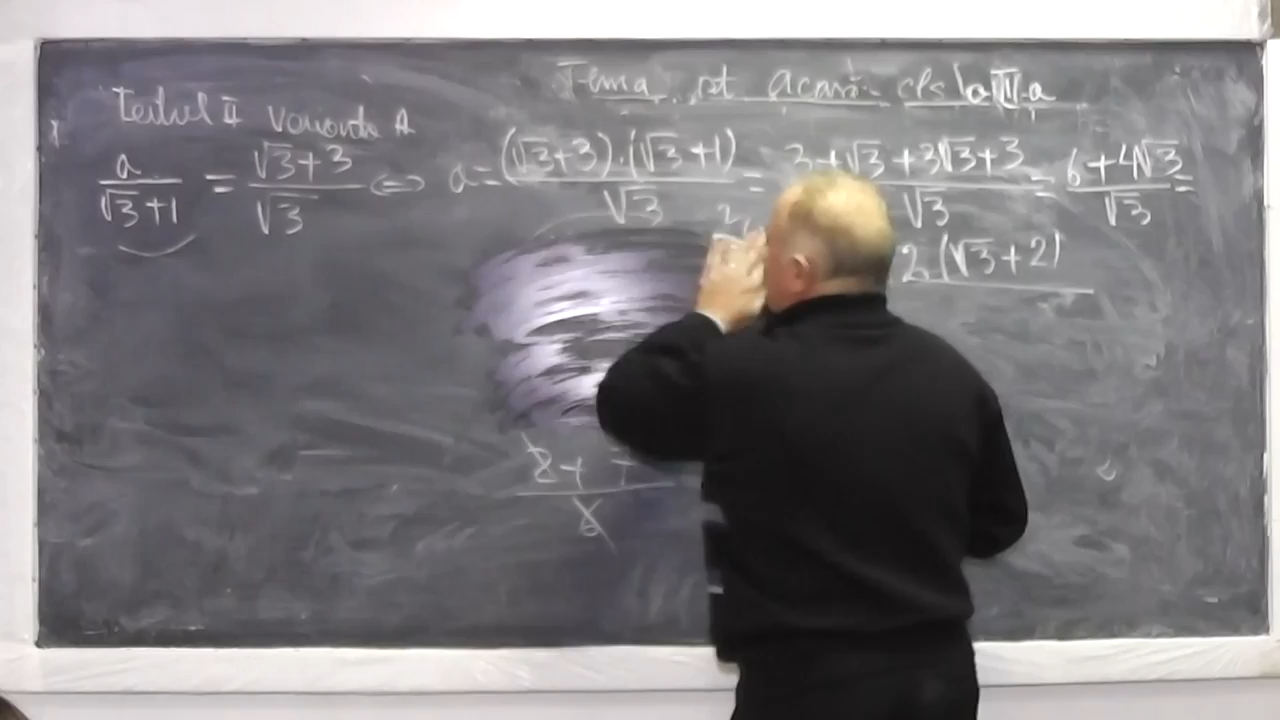 Tema pt acasă cls a VII-a
Testul II varianta A
a/(√3+1) = (√3+3)/√3 ⇔ a = ((√3+3)·(√3+1))/√3 = (3+√3+3√3+3)/√3 = (6+4√3)/√3 =
2(√3+2)